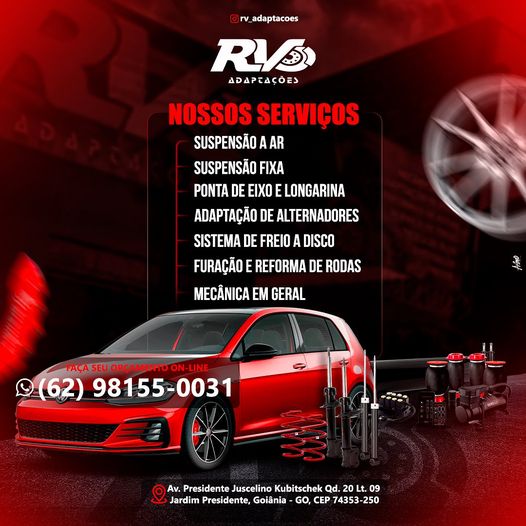 rv_adaptacoes
RV
ADAPTAÇÕES
NOSSOS SERVIÇOS
SUSPENSÃO A AR
SUSPENSÃO FIXA
PONTA DE EIXO E LONGARINA
ADAPTAÇÃO DE ALTERNADORES
SISTEMA DE FREIO A DISCO
FURAÇÃO E REFORMA DE RODAS
MECÂNICA EM GERAL
FAÇA SEU ORÇAMENTO ON-LINE
(62) 98155-0031
Av. Presidente Juscelino Kubitschek Qd. 20 Lt. 09
Jardim Presidente, Goiânia - GO, CEP 74353-250